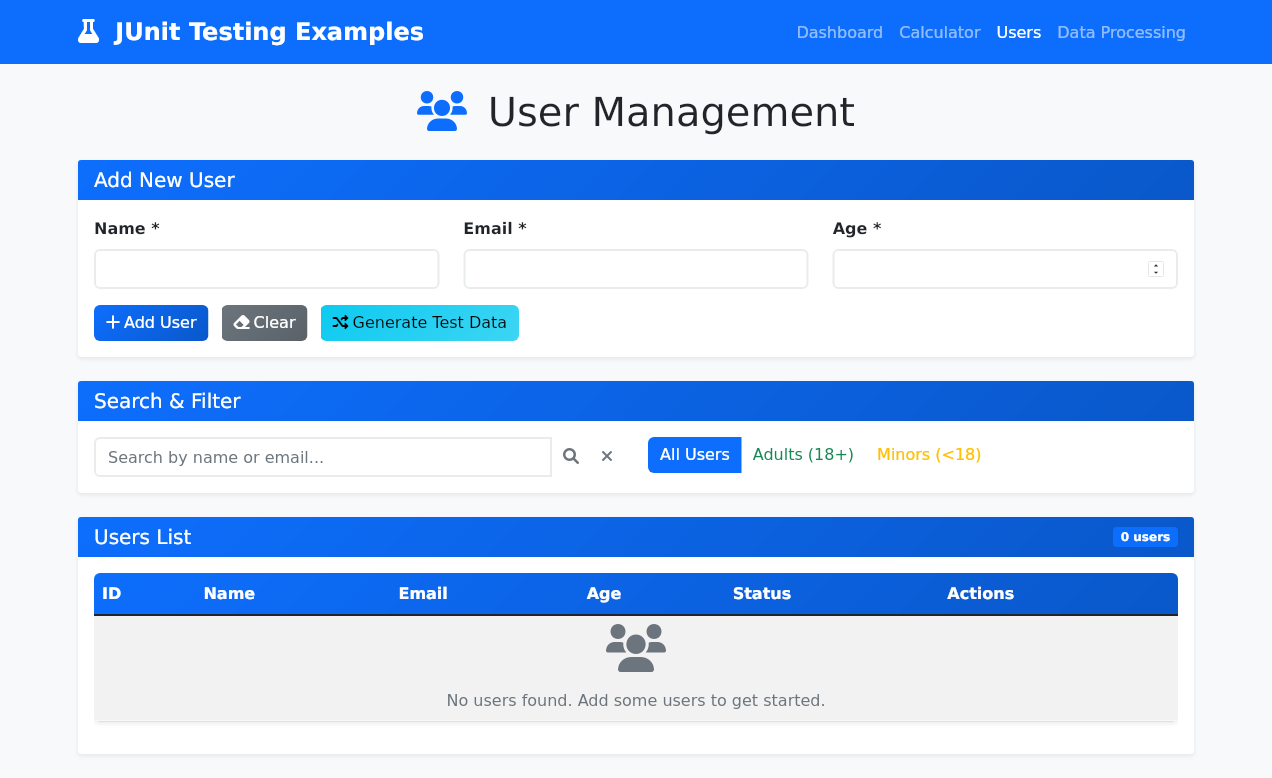 JUnit Testing Examples
Dashboard Calculator Users Data Processing
User Management
Add New User
Name * Email * Age *
Add User Clear Generate Test Data
Search & Filter
Search by name or email...
All Users Adults (18+) Minors (<18)
Users List
0 users
ID Name Email Age Status Actions
No users found. Add some users to get started.